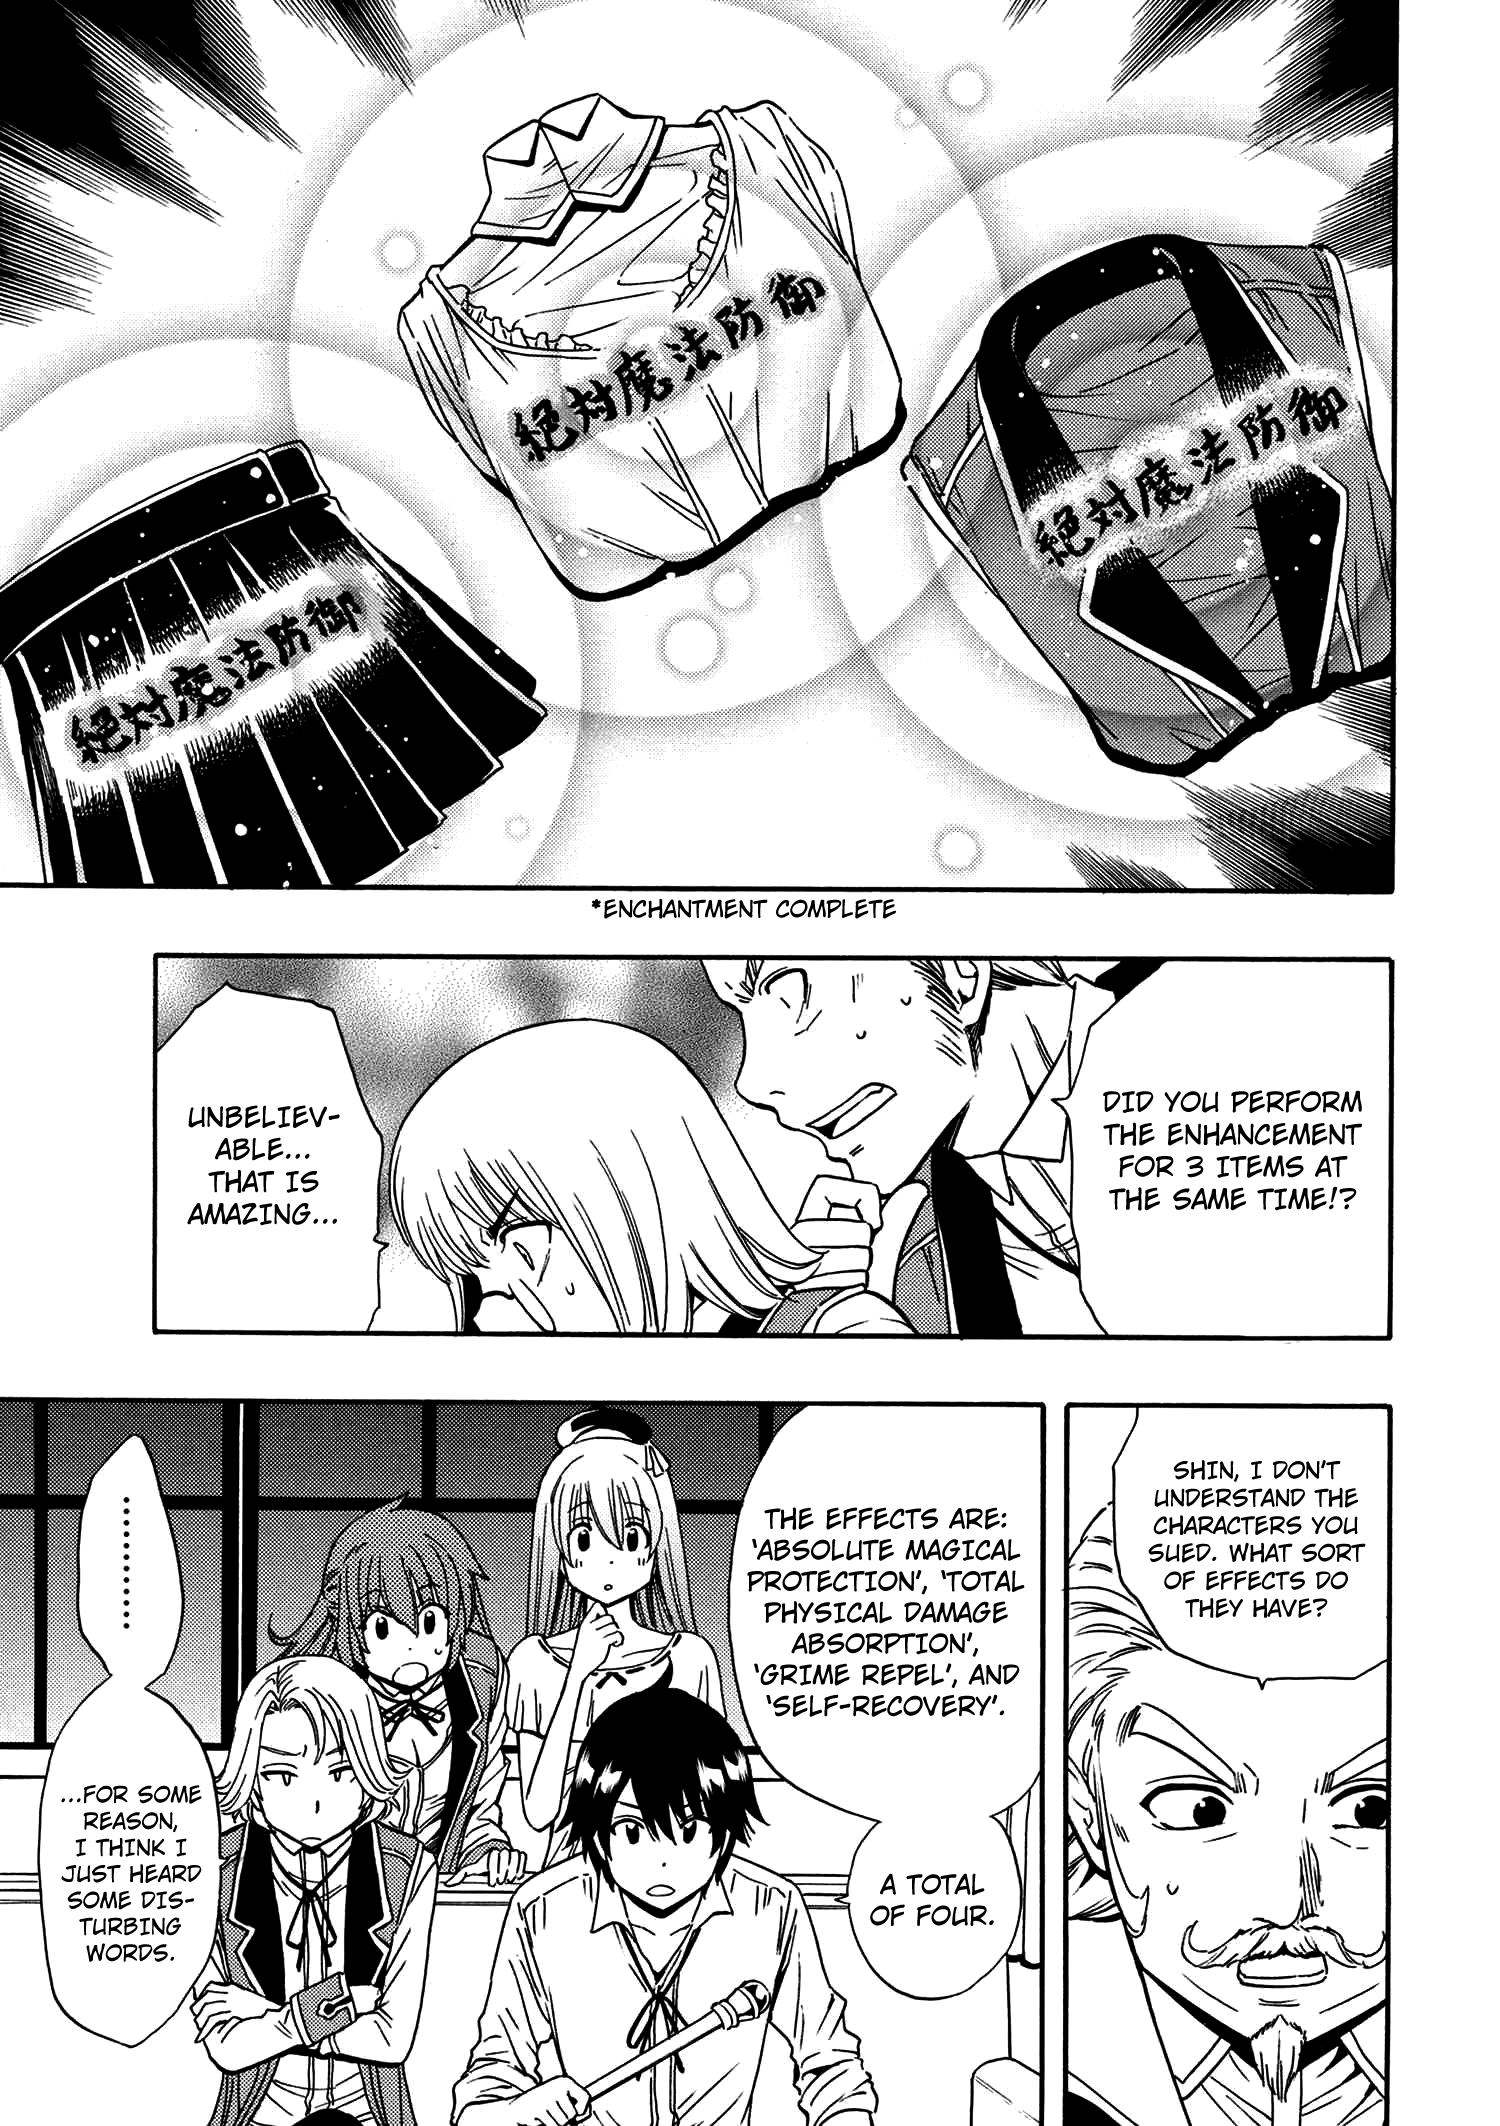 絶対魔法防御
絶対魔法防御
絶対魔法防御
*ENCHANTMENT COMPLETE
DID YOU PERFORM
THE ENHANCEMENT
FOR 3 ITEMS AT
THE SAME TIME!?
UNBELIEV-
ABLE...
THAT IS
AMAZING...
SHIN, I DON'T
UNDERSTAND THE
CHARACTERS YOU
SUED. WHAT SORT
OF EFFECTS DO
THEY HAVE?
THE EFFECTS ARE:
'ABSOLUTE MAGICAL
PROTECTION', 'TOTAL
PHYSICAL DAMAGE
ABSORPTION',
'GRIME REPEL', AND
'SELF-RECOVERY'.
A TOTAL
OF FOUR.
..........
...FOR SOME
REASON,
I THINK I
JUST HEARD
SOME DIS-
TURBING
WORDS.